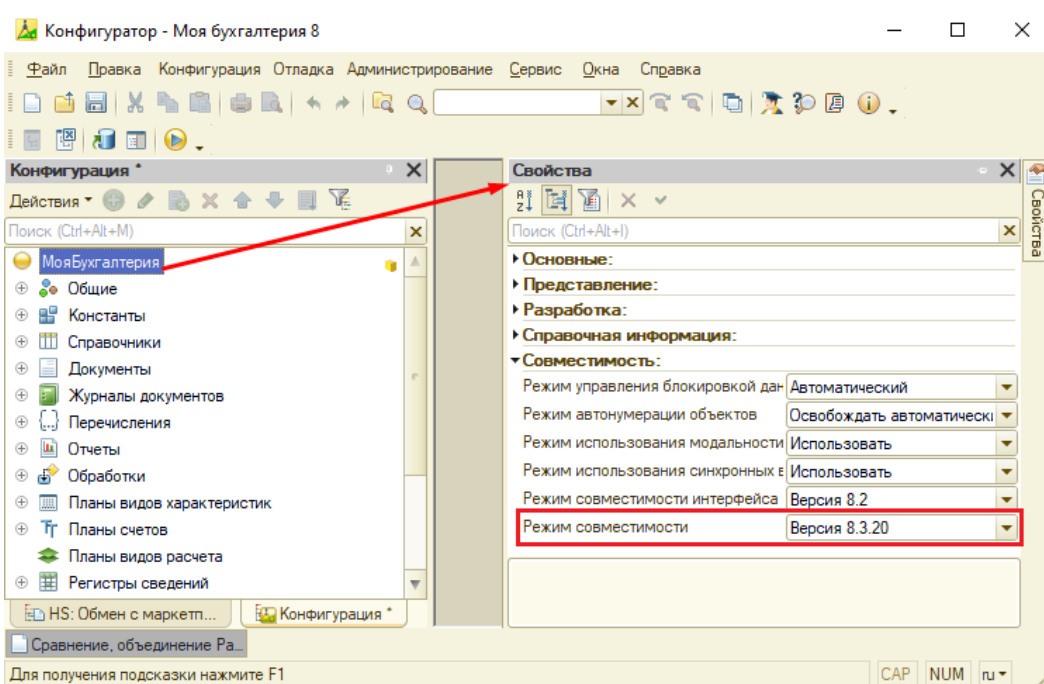 Конфигуратор - Моя бухгалтерия 8
Файл Правка Конфигурация Отладка Администрирование Сервис Окна Справка
Конфигурация *
Действия
Поиск (Ctrl+Alt+M)
МояБухгалтерия
Общие
Константы
Справочники
Документы
Журналы документов
Перечисления
Отчеты
Обработки
Планы видов характеристик
Планы счетов
Планы видов расчета
Регистры сведений
Свойства
Поиск (Ctrl+Alt+I)
Основные:
Представление:
Разработка:
Справочная информация:
Совместимость:
Режим управления блокировкой дан Автоматический
Режим автонумерации объектов Освобождать автоматическı
Режим использования модальности Использовать
Режим использования синхронных в Использовать
Режим совместимости интерфейса Версия 8.2
Режим совместимости Версия 8.3.20
Свойства
HS: Обмен с маркетп... Конфигурация *
Сравнение, объединение Ра...
Для получения подсказки нажмите F1 CAP NUM ru